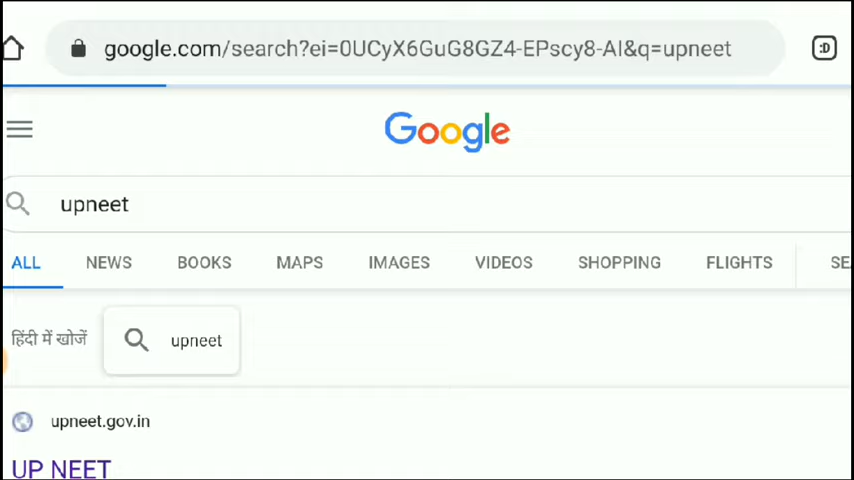 google.com/search?ei=0UCyX6GuG8GZ4-EPscy8-AI&q=upneet :D
Google
upneet
ALL NEWS BOOKS MAPS IMAGES VIDEOS SHOPPING FLIGHTS SE
हिंदी में खोजें upneet
upneet.gov.in
UP NEET